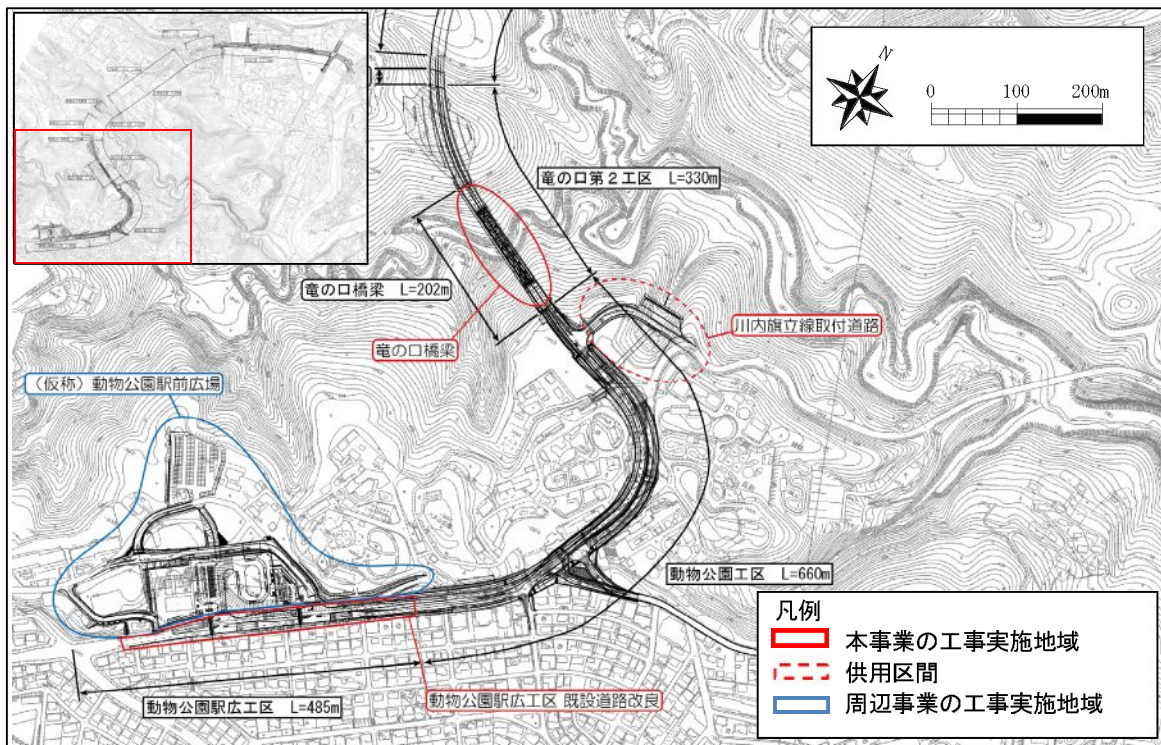 N
0 100 200m
竜の口第2工区 L=330m
竜の口橋梁 L=202m
川内旗立線取付道路
竜の口橋梁
(仮称)動物公園駅前広場
動物公園工区 L=660m
動物公園駅広工区 既設道路改良
動物公園駅広工区 L=485m
凡例
本事業の工事実施地域
供用区間
周辺事業の工事実施地域